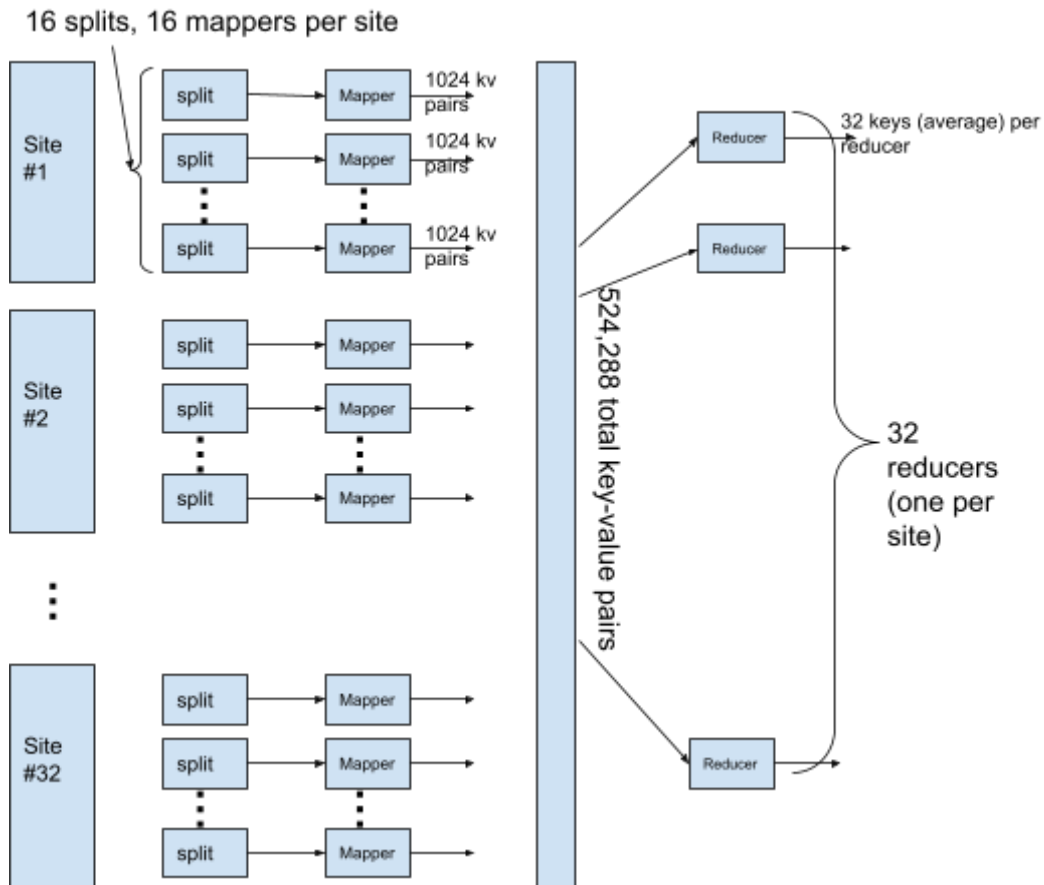 16 splits, 16 mappers per site
Site
#1
split
Mapper
1024 kv
pairs
split
Mapper
1024 kv
pairs
split
Mapper
1024 kv
pairs
Site
#2
split
Mapper
split
Mapper
split
Mapper
Site
#32
split
Mapper
split
Mapper
split
Mapper
524,288 total key-value pairs
Reducer
32 keys (average) per
reducer
Reducer
Reducer
32
reducers
(one per
site)